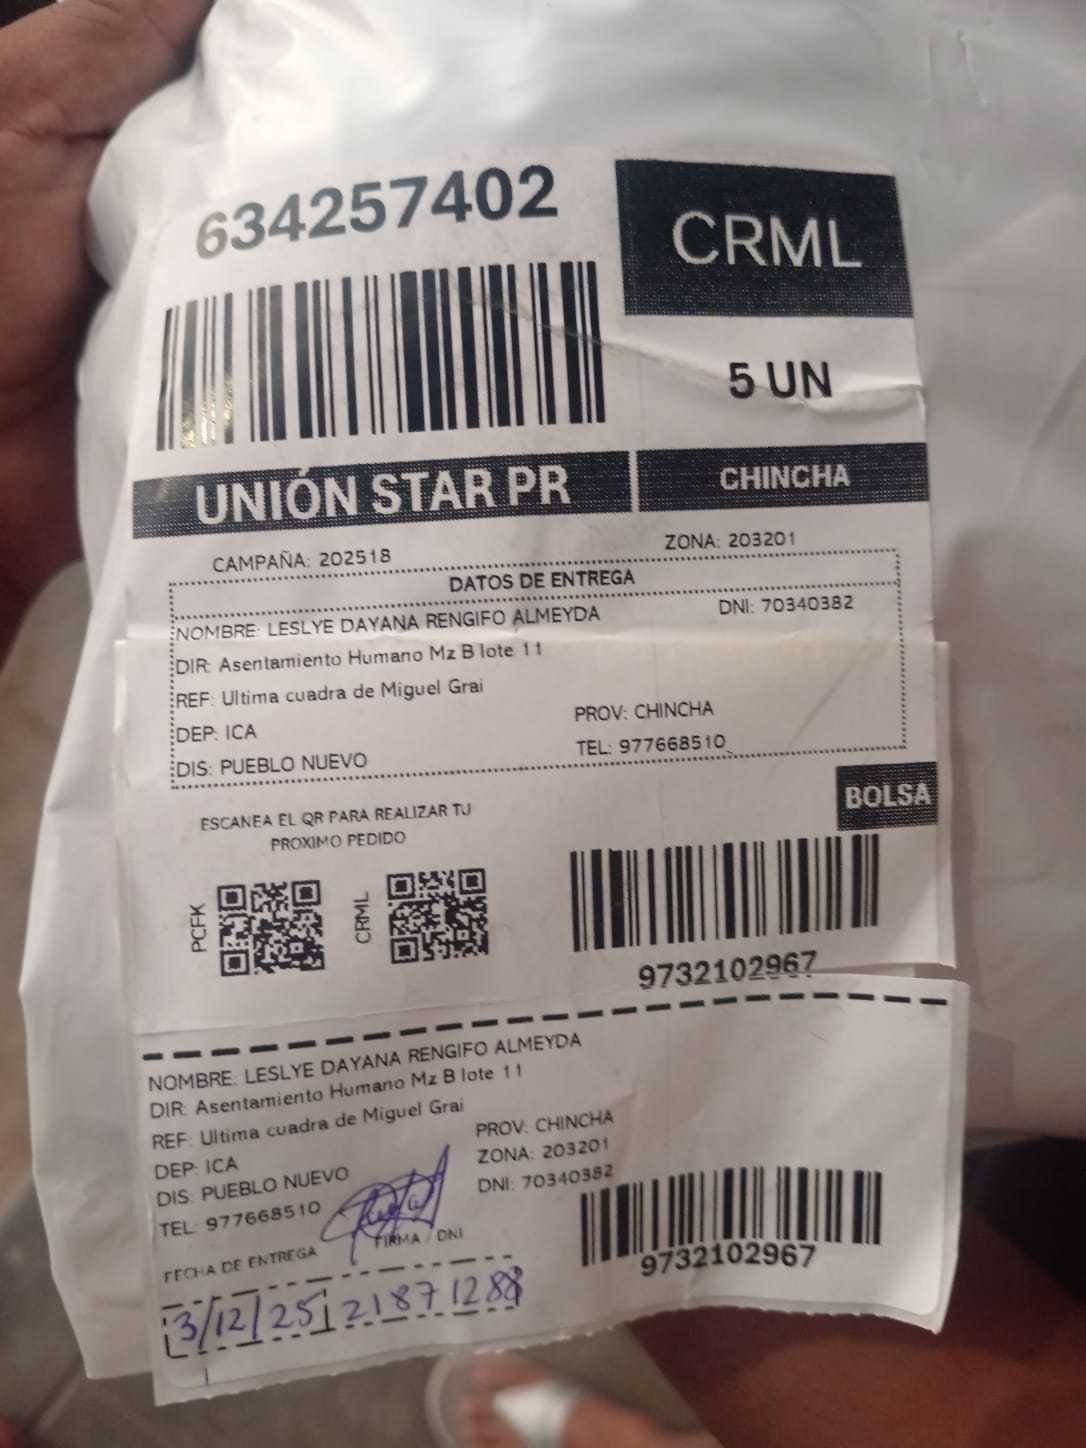 634257402
CRML
5 UN
UNIÓN STAR PR
CHINCHA
CAMPAÑA: 202518
ZONA: 203201
DATOS DE ENTREGA
NOMBRE: LESLYE DAYANA RENGIFO ALMEYDA
DNI: 70340382
DIR: Asentamiento Humano Mz B lote 11
REF: Ultima cuadra de Miguel Grai
DEP: ICA
PROV: CHINCHA
DIS: PUEBLO NUEVO
TEL: 977668510
BOLSA
ESCANEA EL QR PARA REALIZAR TU
PROXIMO PEDIDO
PCFK
CRML
9732102967
NOMBRE: LESLYE DAYANA RENGIFO ALMEYDA
DIR: Asentamiento Humano Mz B lote 11
REF: Ultima cuadra de Miguel Grai
DEP: ICA
PROV: CHINCHA
DIS: PUEBLO NUEVO
ZONA: 203201
TEL: 977668510
DNI: 70340382
FECHA DE ENTREGA
FIRMA / DNI
9732102967
3/12/25